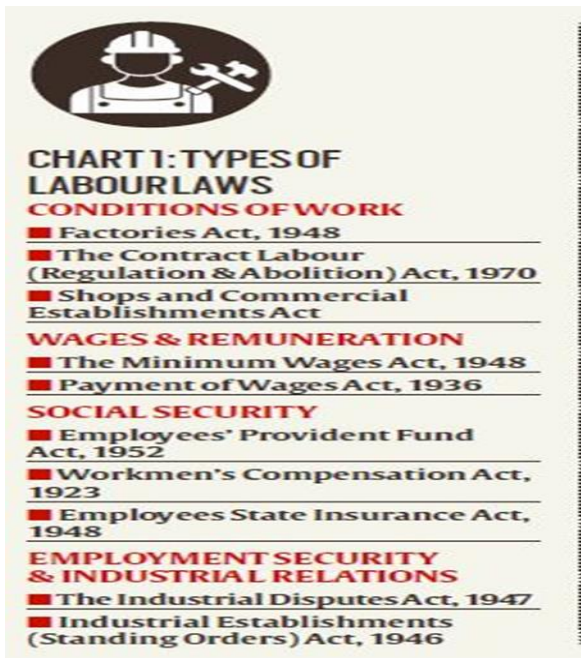 CHART 1: TYPES OF
LABOUR LAWS
CONDITIONS OF WORK
Factories Act, 1948
The Contract Labour
(Regulation & Abolition) Act, 1970
Shops and Commercial
Establishments Act
WAGES & REMUNERATION
The Minimum Wages Act, 1948
Payment of Wages Act, 1936
SOCIAL SECURITY
Employees' Provident Fund
Act, 1952
Workmen's Compensation Act,
1923
Employees State Insurance Act,
1948
EMPLOYMENT SECURITY
& INDUSTRIAL RELATIONS
The Industrial Disputes Act, 1947
Industrial Establishments
(Standing Orders) Act, 1946